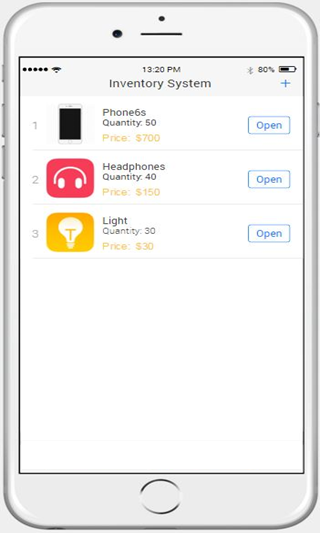 13:20 PM
80%
Inventory System
+
1
Phone6s
Quantity: 50
Price: $700
Open
2
Headphones
Quantity: 40
Price: $150
Open
3
Light
Quantity: 30
Price: $30
Open